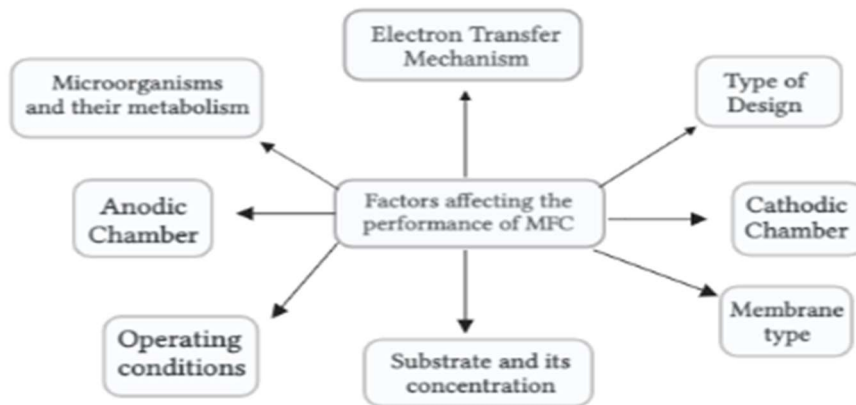 Electron Transfer
Mechanism
Microorganisms
and their metabolism
Type of
Design
Factors affecting the
performance of MFC
Anodic
Chamber
Cathodic
Chamber
Operating
conditions
Substrate and its
concentration
Membrane
type